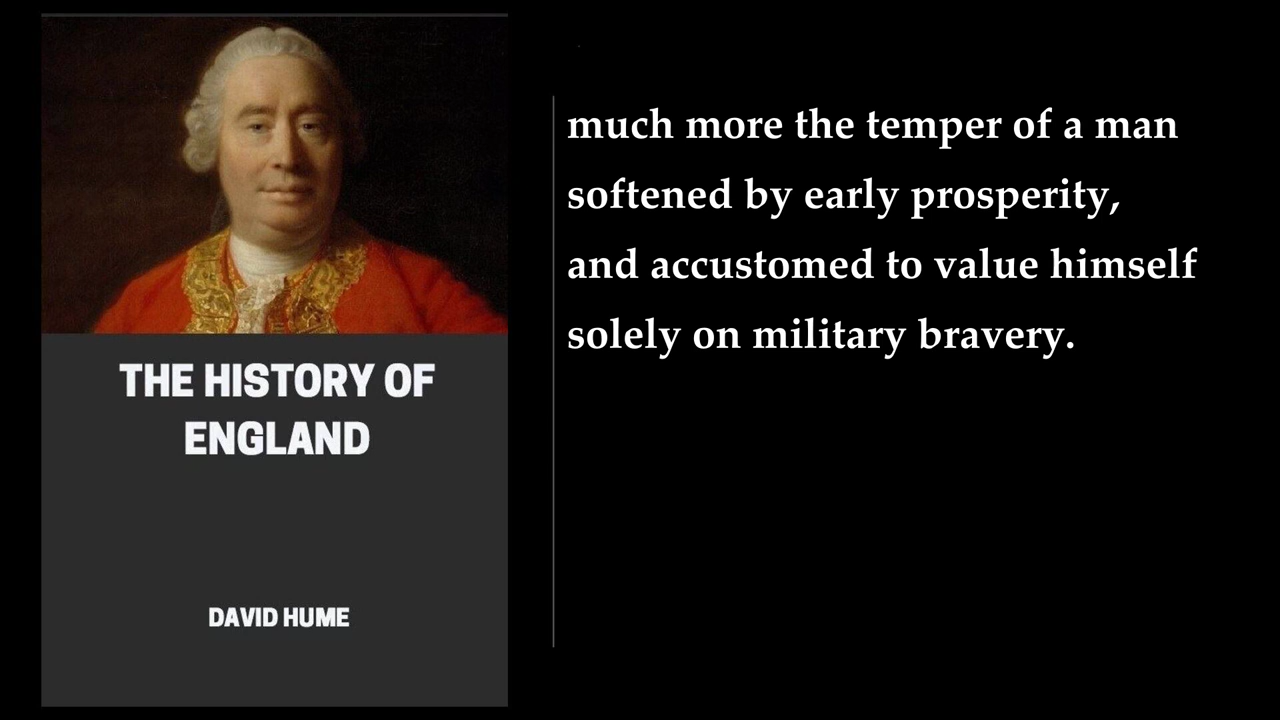 THE HISTORY OF
ENGLAND
DAVID HUME
much more the temper of a man
softened by early prosperity,
and accustomed to value himself
solely on military bravery.